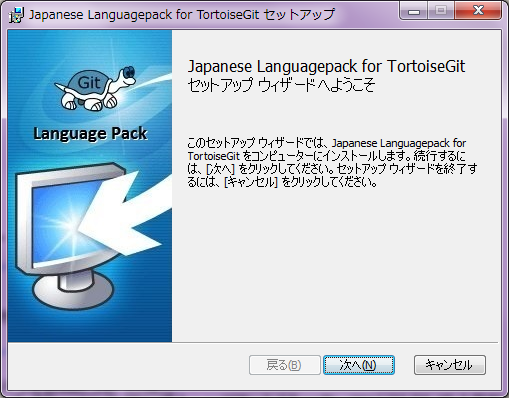 Japanese Languagepack for TortoiseGit セットアップ
Git
Language Pack
Japanese Languagepack for TortoiseGit
セットアップ ウィザードへようこそ
このセットアップ ウィザードでは、Japanese Languagepack for
TortoiseGit をコンピューターにインストールします。続行するに
は、[次へ] をクリックしてください。セットアップ ウィザードを終了す
るには、[キャンセル] をクリックしてください。
戻る(B)
次へ(N)
キャンセル